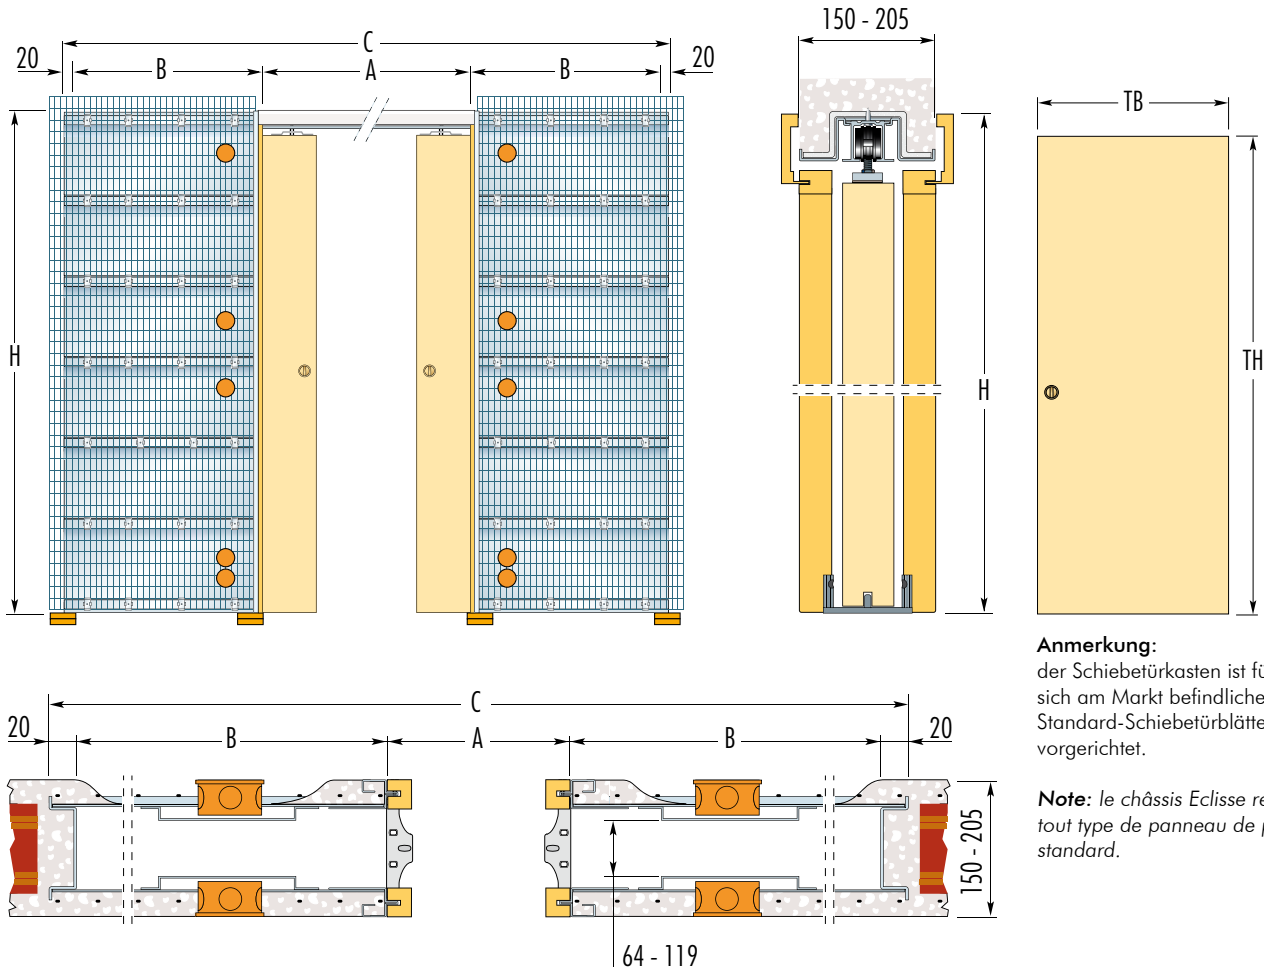 150 - 205
C
20
B
A
B
20
TB
H
H
TH
Anmerkung:
der Schiebetürkasten ist fü
sich am Markt befindliche
Standard-Schiebetürblätte
vorgerichtet.
Note: le châssis Eclisse re
tout type de panneau de p
standard.
C
20
B
A
B
20
150 - 205
64 - 119